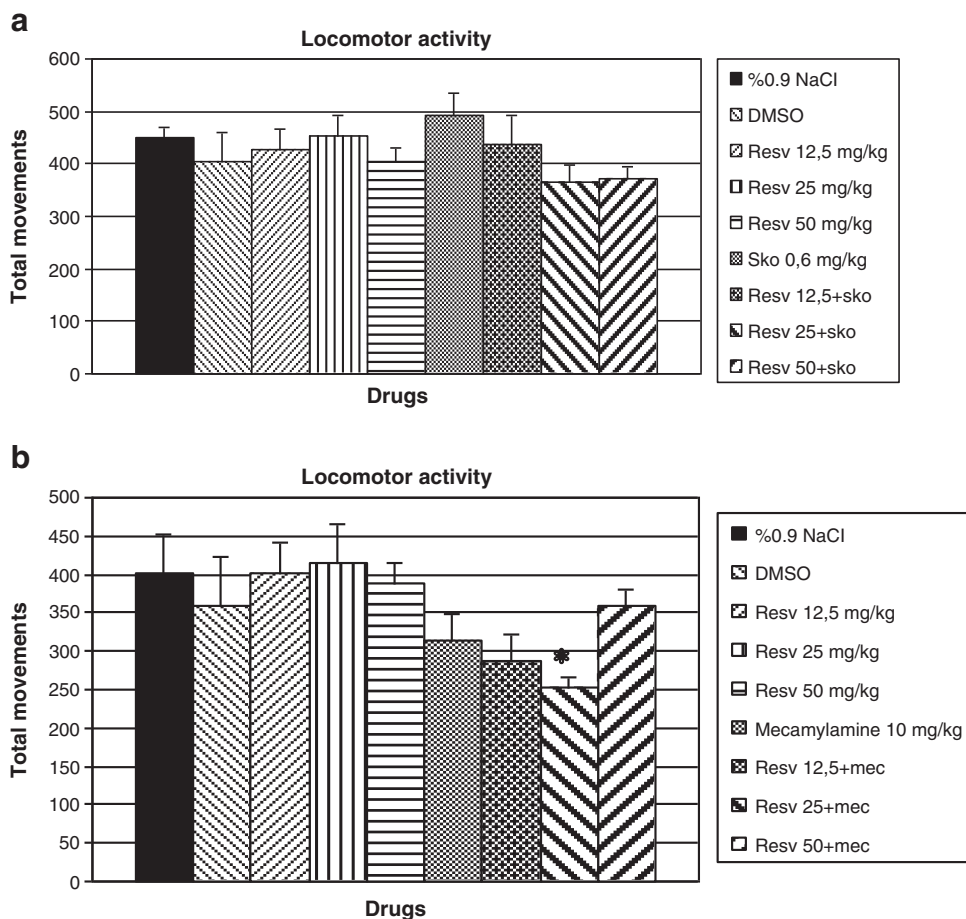 a
Locomotor activity
600
500
400
300
200
100
0
Total movements
Drugs
%0.9 NaCl
DMSO
Resv 12,5 mg/kg
Resv 25 mg/kg
Resv 50 mg/kg
Sko 0,6 mg/kg
Resv 12,5+sko
Resv 25+sko
Resv 50+sko
b
Locomotor activity
500
450
400
350
300
250
200
150
100
50
0
Total movements
*
Drugs
%0.9 NaCl
DMSO
Resv 12,5 mg/kg
Resv 25 mg/kg
Resv 50 mg/kg
Mecamylamine 10 mg/kg
Resv 12,5+mec
Resv 25+mec
Resv 50+mec